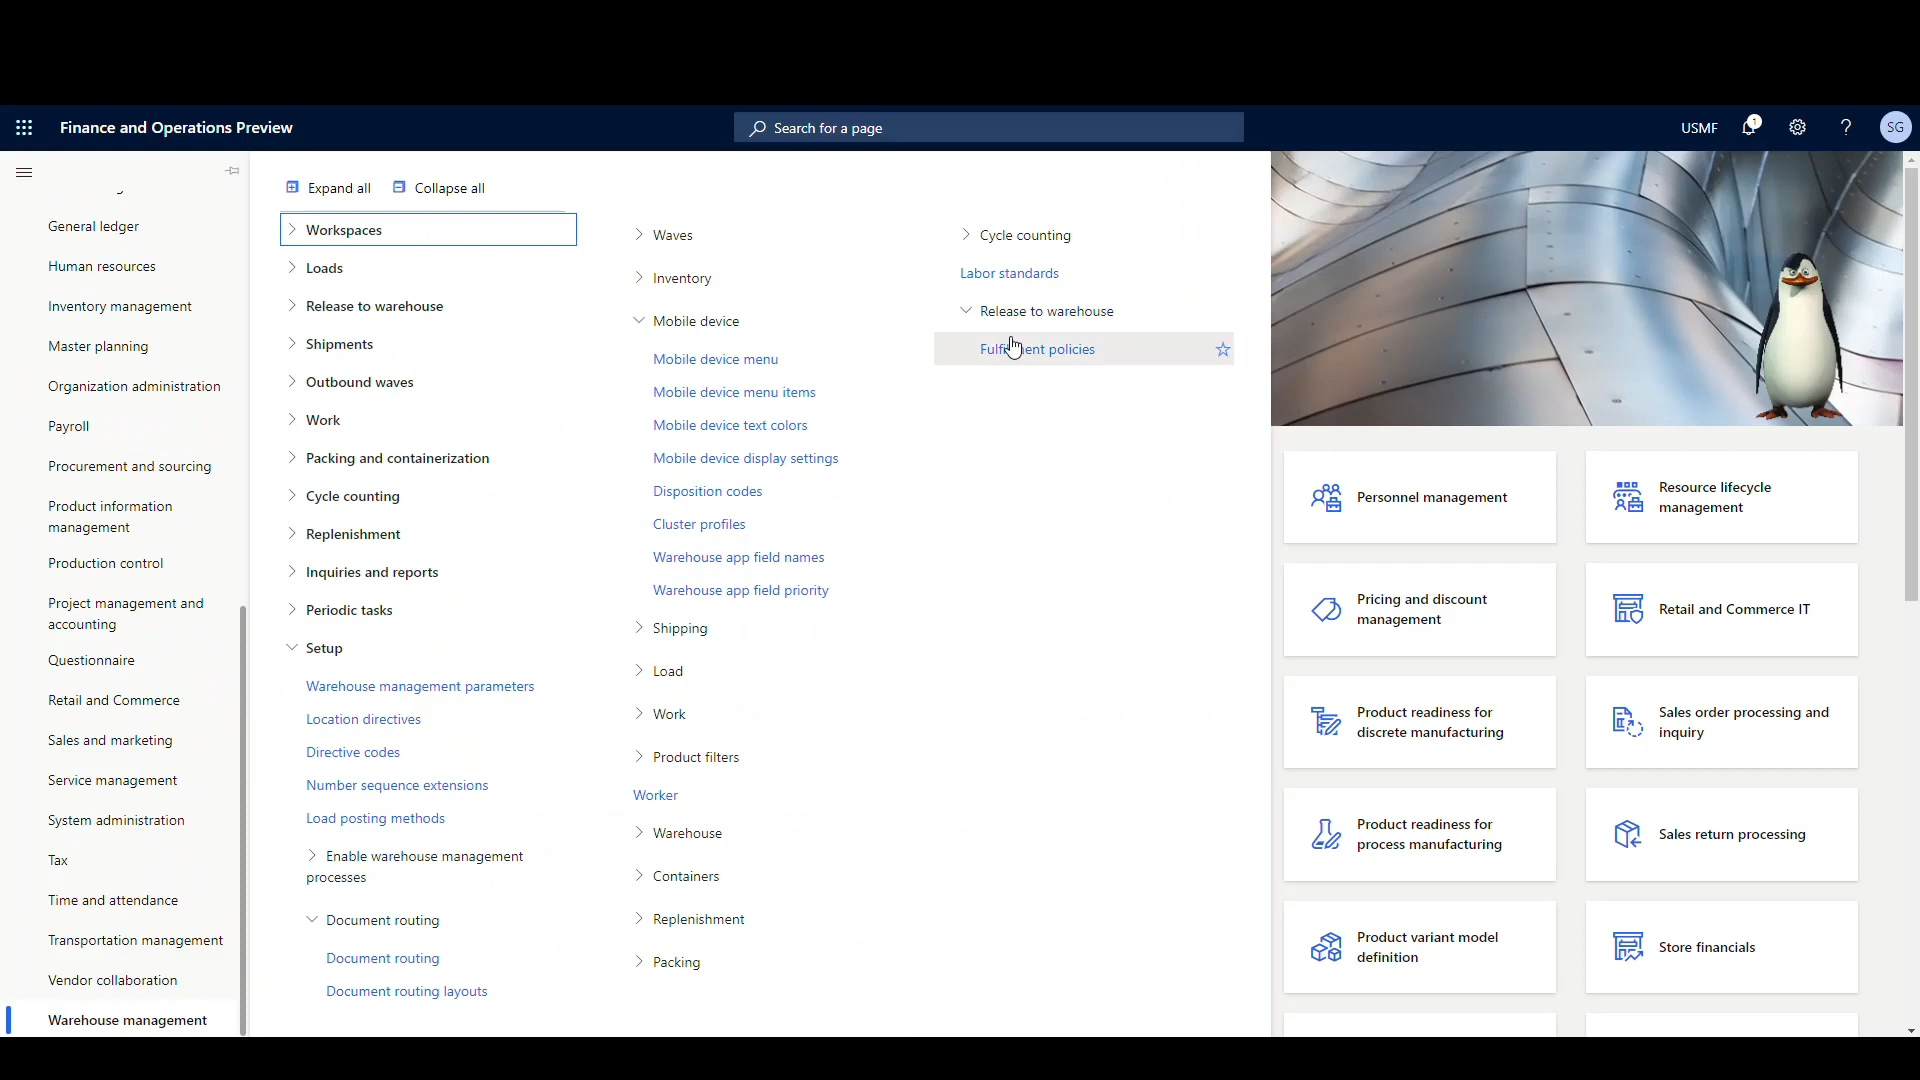 Finance and Operations Preview
Search for a page
USMF
1
?
SG
General ledger
Human resources
Inventory management
Master planning
Organization administration
Payroll
Procurement and sourcing
Product information
management
Production control
Project management and
accounting
Questionnaire
Retail and Commerce
Sales and marketing
Service management
System administration
Tax
Time and attendance
Transportation management
Vendor collaboration
Warehouse management
Expand all
Collapse all
Workspaces
Loads
Release to warehouse
Shipments
Outbound waves
Work
Packing and containerization
Cycle counting
Replenishment
Inquiries and reports
Periodic tasks
Setup
Warehouse management parameters
Location directives
Directive codes
Number sequence extensions
Load posting methods
Enable warehouse management
processes
Document routing
Document routing
Document routing layouts
Waves
Inventory
Mobile device
Mobile device menu
Mobile device menu items
Mobile device text colors
Mobile device display settings
Disposition codes
Cluster profiles
Warehouse app field names
Warehouse app field priority
Shipping
Load
Work
Product filters
Worker
Warehouse
Containers
Replenishment
Packing
Cycle counting
Labor standards
Release to warehouse
policies
Personnel management
Resource lifecycle
management
Pricing and discount
management
Retail and Commerce IT
Product readiness for
discrete manufacturing
Sales order processing and
inquiry
Product readiness for
process manufacturing
Sales return processing
Product variant model
definition
Store financials